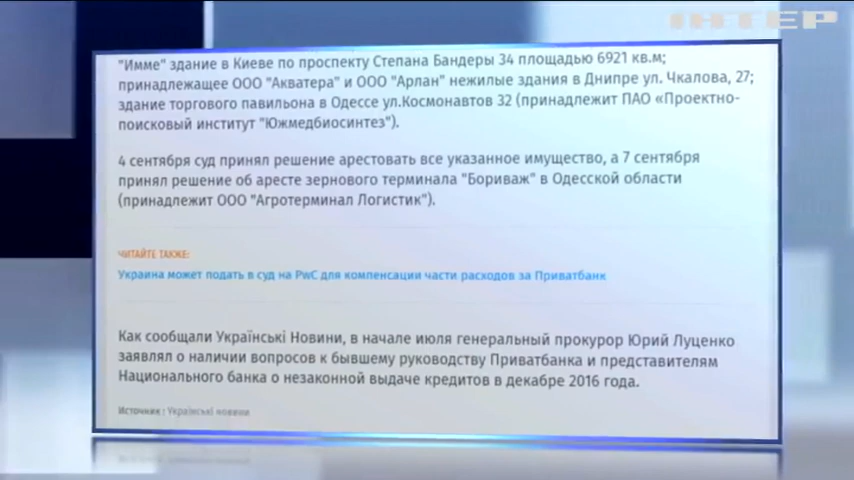 ІНТЕР
"Имме" здание в Киеве по проспекту Степана Бандеры 34 площадью 6921 кв.м;
принадлежащее ООО "Акватера" и ООО "Арлан" нежилые здания в Днипре ул. Чкалова, 27;
здание торгового павильона в Одессе ул.Космонавтов 32 (принадлежит ПАО «Проектно-
поисковый институт "Южмедбиосинтез").
4 сентября суд принял решение арестовать все указанное имущество, а 7 сентября
принял решение об аресте зернового терминала "Бориваж" в Одесской области
(принадлежит ООО "Агротерминал Логистик").
ЧИТАЙТЕ ТАКЖЕ:
Украина может подать в суд на PwC для компенсации части расходов за Приватбанк
Как сообщали Українські Новини, в начале июля генеральный прокурор Юрий Луценко
заявлял о наличии вопросов к бывшему руководству Приватбанка и представителям
Национального банка о незаконной выдаче кредитов в декабре 2016 года.
Источник: Українські новини